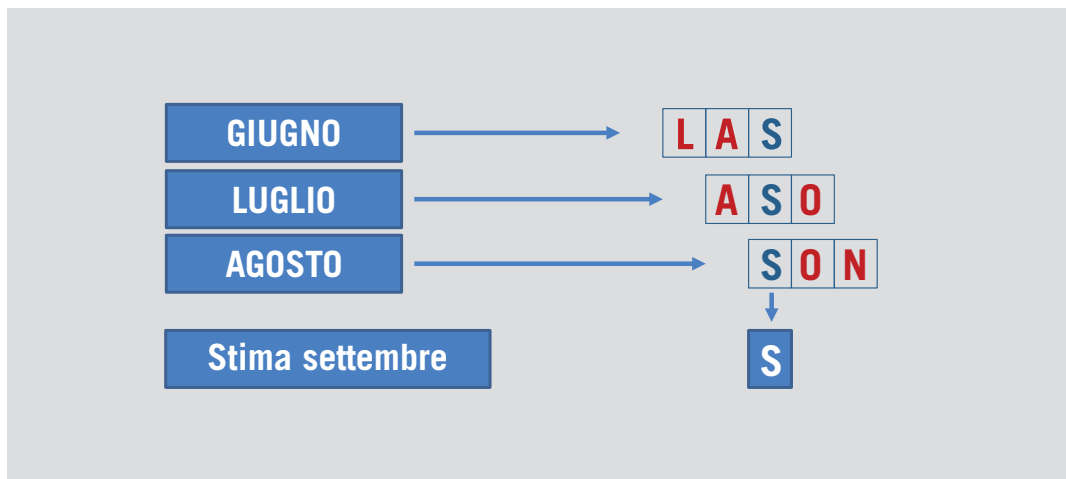 GIUGNO L A S
LUGLIO A S O
AGOSTO S O N
Stima settembre S